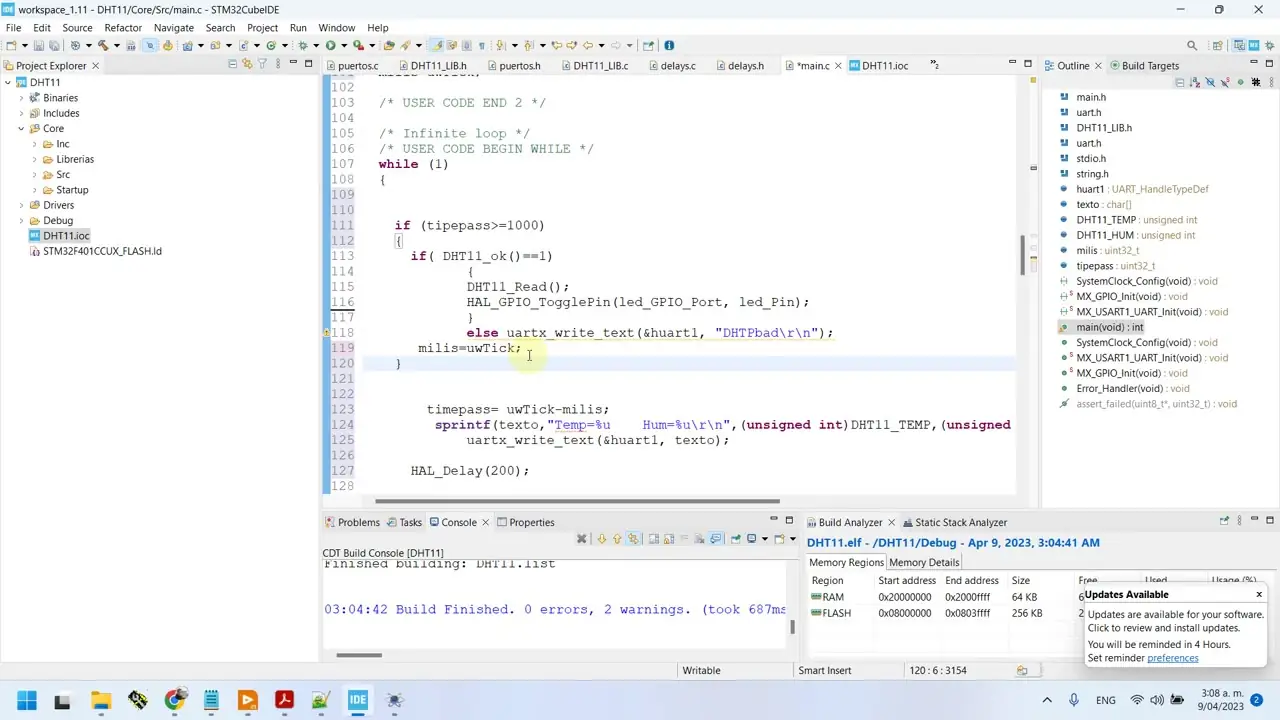 workspace_1.11 - DHT11/Core/Src/main.c - STM32CubeIDE
File Edit Source Refactor Navigate Search Project Run Window Help
Project Explorer
puertos.c DHT11_LIB.h puertos.h DHT11_LIB.c delays.c delays.h *main.c DHT11.ioc
Outline Build Targets
DHT11
Binaries
Includes
Core
Inc
Librerias
Src
Startup
Drivers
Debug
DHT11.ioc
STM32F401CCUX_FLASH.ld
102
103 /* USER CODE END 2 */
104
105 /* Infinite loop */
106 /* USER CODE BEGIN WHILE */
107 while (1)
108 {
109
110
111 if (tipepass>=1000)
112 {
113 if( DHT11_ok()==1)
114 {
115 DHT11_Read();
116 HAL_GPIO_TogglePin(led_GPIO_Port, led_Pin);
117 }
118 else uartx_write_text(&huart1, "DHTPbad\r\n");
119 milis=uwTick;
120 }
121
122
123 timepass= uwTick-milis;
124 sprintf(texto,"Temp=%u Hum=%u\r\n",(unsigned int)DHT11_TEMP,(unsigned
125 uartx_write_text(&huart1, texto);
126
127 HAL_Delay(200);
128
main.h
uart.h
DHT11_LIB.h
uart.h
stdio.h
string.h
huart1 : UART_HandleTypeDef
texto : char[]
DHT11_TEMP : unsigned int
DHT11_HUM : unsigned int
milis : uint32_t
tipepass : uint32_t
SystemClock_Config(void) : void
MX_GPIO_Init(void) : void
MX_USART1_UART_Init(void) : void
main(void) : int
SystemClock_Config(void) : void
MX_USART1_UART_Init(void) : void
MX_GPIO_Init(void) : void
Error_Handler(void) : void
assert_failed(uint8_t*, uint32_t) : void
Problems Tasks Console Properties
CDT Build Console [DHT11]
Finished building: DHT11.list
03:04:42 Build Finished. 0 errors, 2 warnings. (took 687ms
Build Analyzer Static Stack Analyzer
DHT11.elf - /DHT11/Debug - Apr 9, 2023, 3:04:41 AM
Memory Regions Memory Details
Region Start address End address Size Free Used Usage (%)
RAM 0x20000000 0x2000ffff 64 KB
FLASH 0x08000000 0x0803ffff 256 KB
Updates Available
Updates are available for your software.
Click to review and install updates.
You will be reminded in 4 Hours.
Set reminder preferences
Writable Smart Insert 120 : 6 : 3154
IDE
ENG
3:08 a. m.
9/04/2023
2